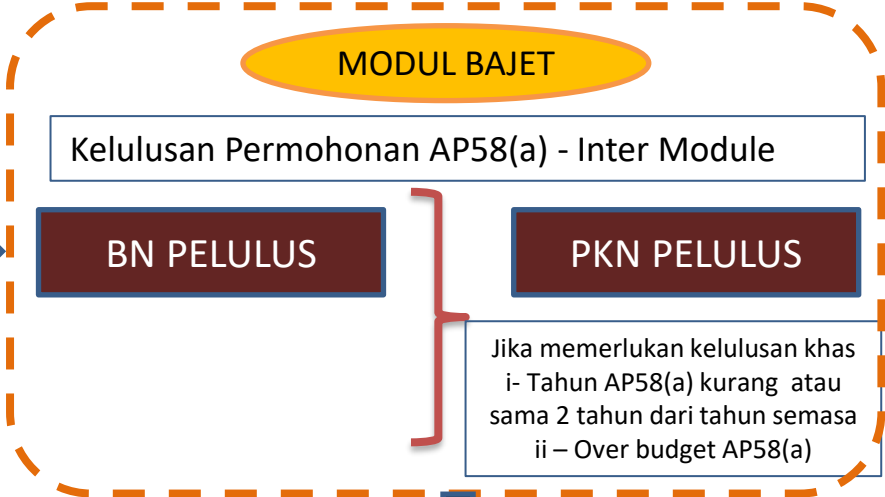 MODUL BAJET
Kelulusan Permohonan AP58(a) - Inter Module
BN PELULUS
PKN PELULUS
Jika memerlukan kelulusan khas
i- Tahun AP58(a) kurang atau
sama 2 tahun dari tahun semasa
ii – Over budget AP58(a)